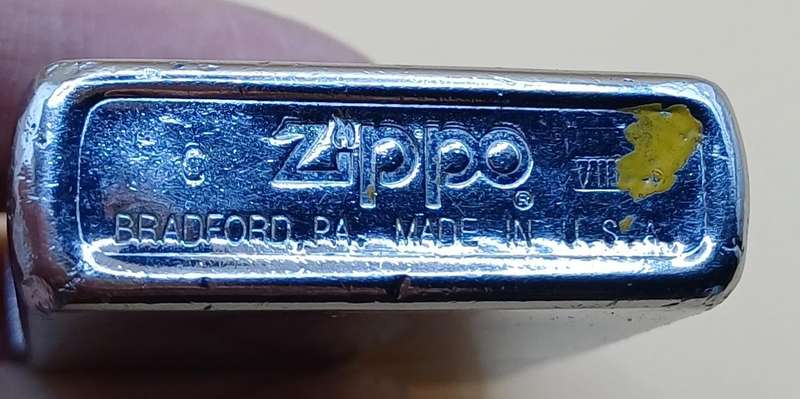 C Zippo ® VIII
BRADFORD, PA. MADE IN U.S.A.